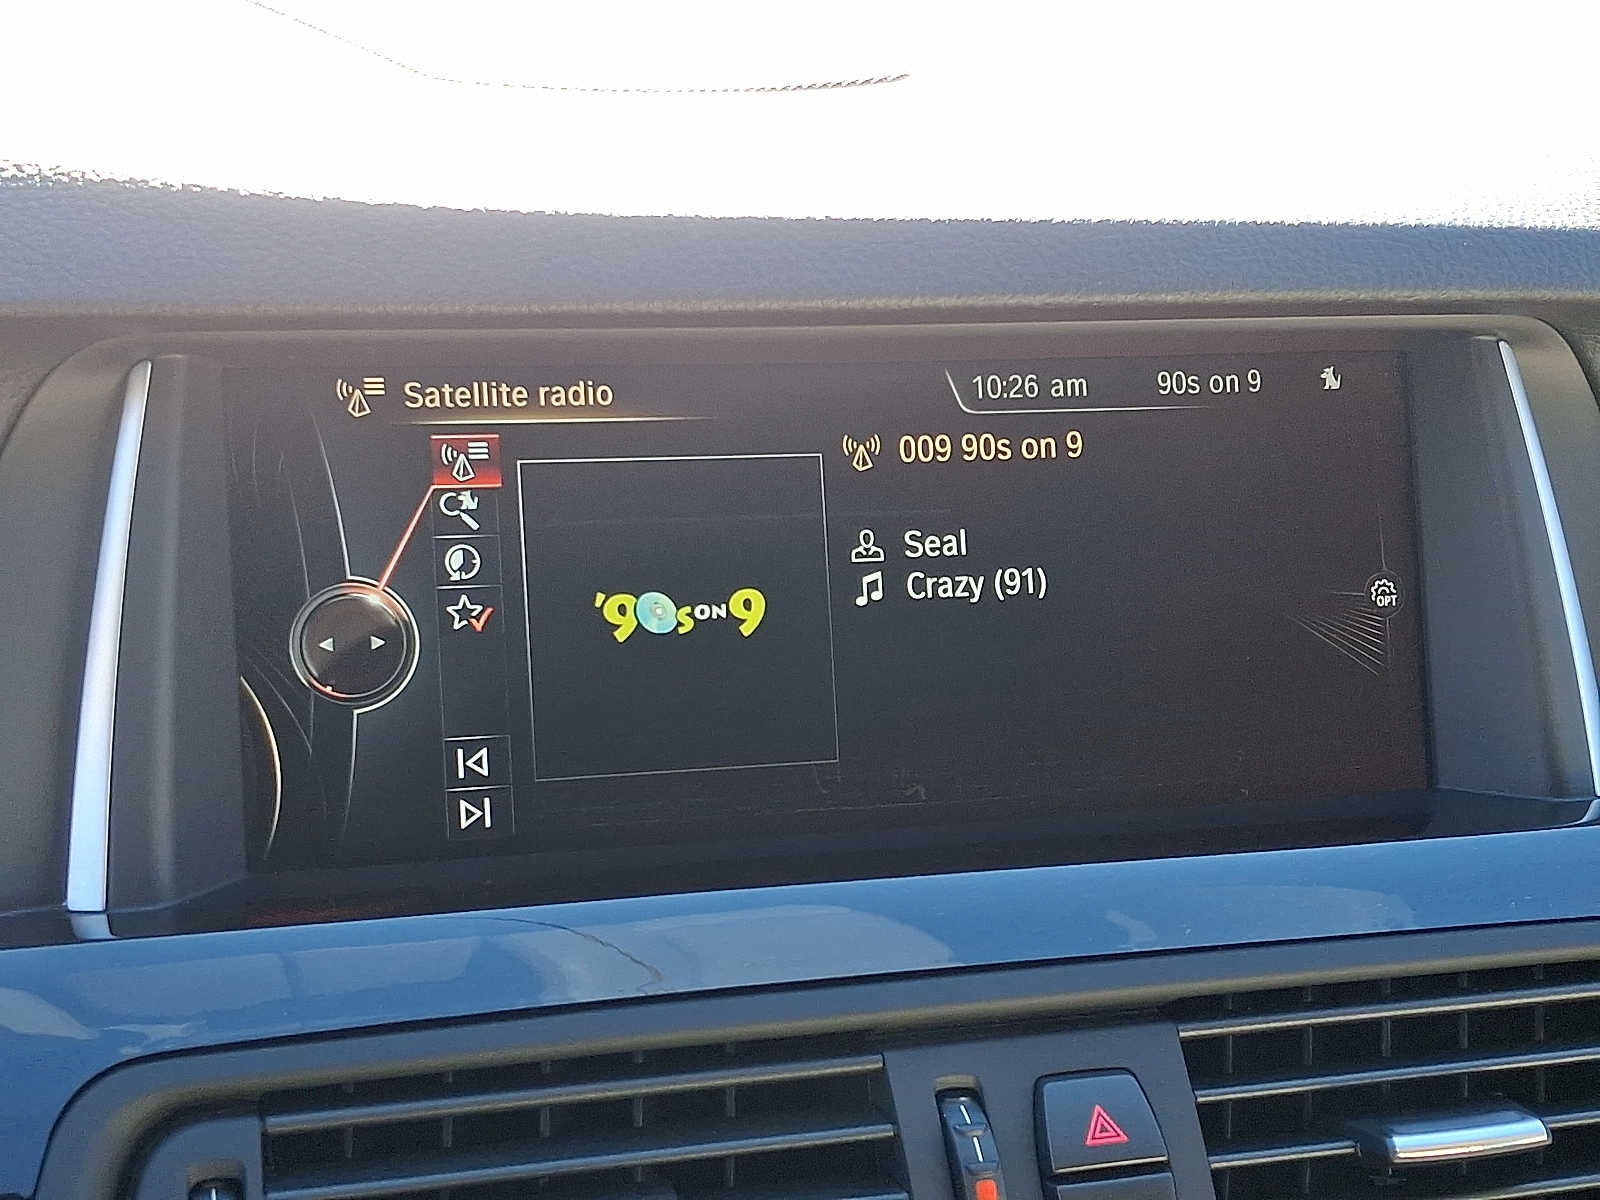 Satellite radio
10:26 am
90s on 9
009 90s on 9
'90s ON 9
Seal
Crazy (91)
OPT